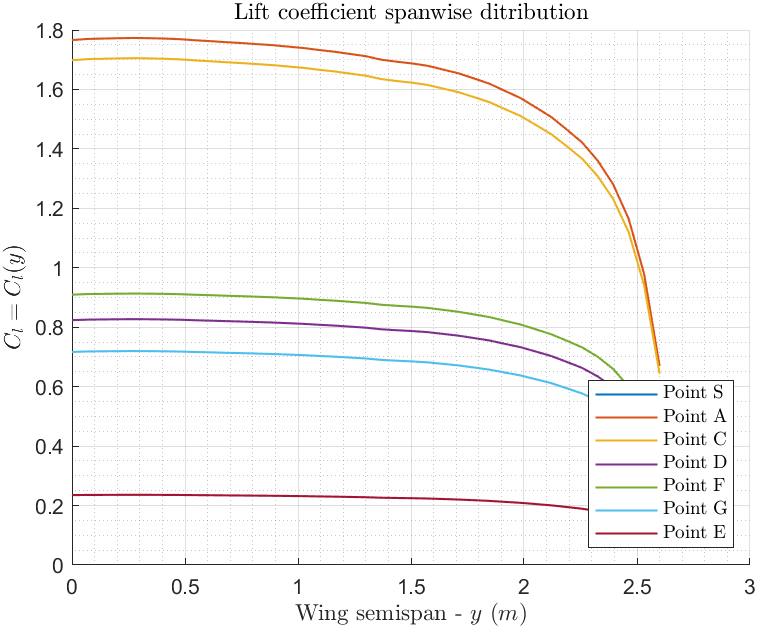 Lift coefficient spanwise ditribution
1.8
1.6
1.4
1.2
1
0.8
0.6
0.4
0.2
0
C_l = C_l(y)
Point S
Point A
Point C
Point D
Point F
Point G
Point E
0 0.5 1 1.5 2 2.5 3
Wing semispan - y (m)